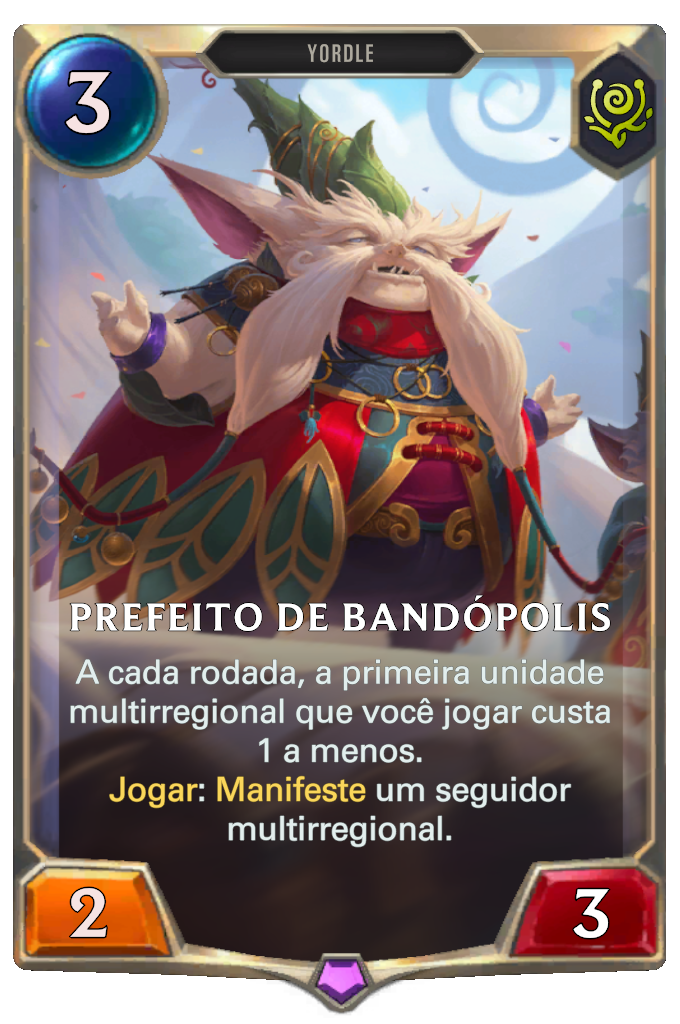 3
YORDLE
PREFEITO DE BANDÓPOLIS
A cada rodada, a primeira unidade
multirregional que você jogar custa
1 a menos.
Jogar: Manifeste um seguidor
multirregional.
2
3